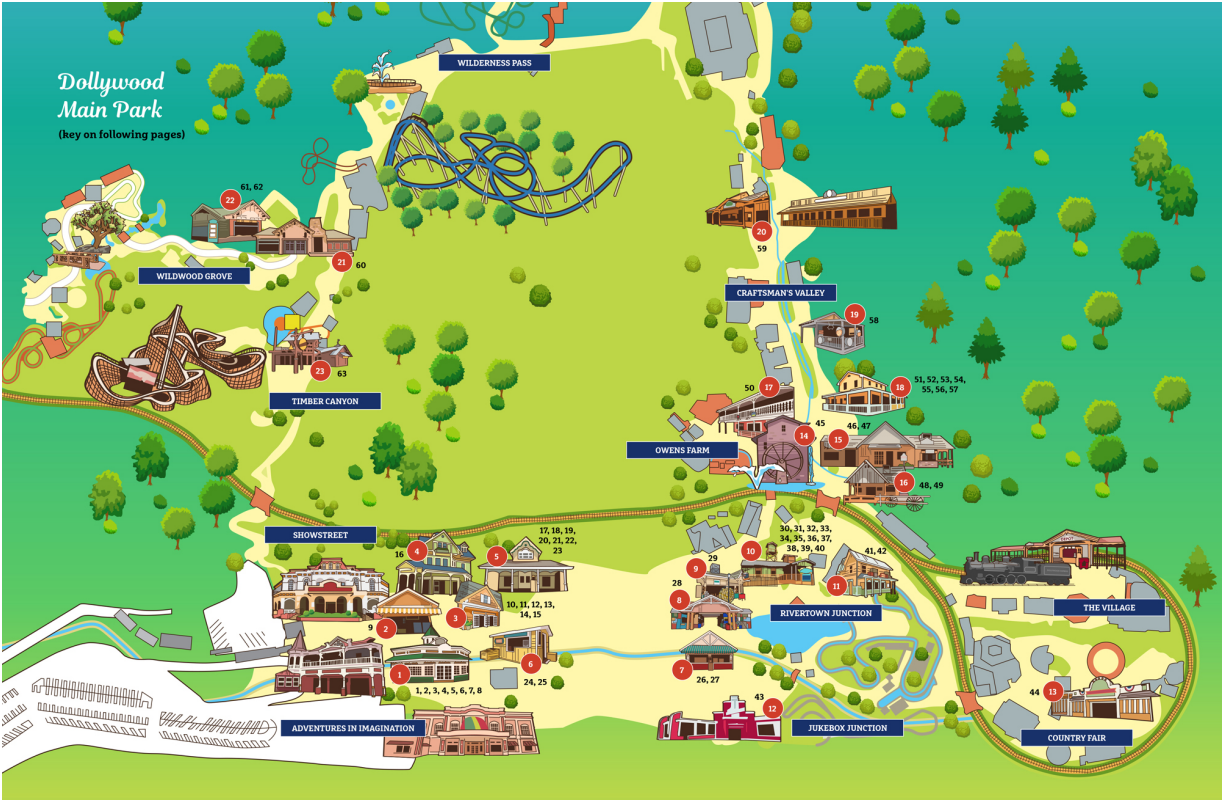 Dollywood
Main Park
(key on following pages)
WILDERNESS PASS
61, 62
22
21
60
WILDWOOD GROVE
20
59
CRAFTSMAN'S VALLEY
19
58
23
63
TIMBER CANYON
50
17
18
51, 52, 53, 54,
55, 56, 57
45
14
46, 47
15
OWENS FARM
16
48, 49
SHOWSTREET
16
4
5
17, 18, 19,
20, 21, 22,
23
30, 31, 32, 33,
34, 35, 36, 37,
38, 39, 40
29
10
41, 42
9
28
11
8
10, 11, 12, 13,
14, 15
9
2
3
RIVERTOWN JUNCTION
THE VILLAGE
1
1, 2, 3, 4, 5, 6, 7, 8
6
24, 25
7
26, 27
43
12
44
13
ADVENTURES IN IMAGINATION
JUKEBOX JUNCTION
COUNTRY FAIR